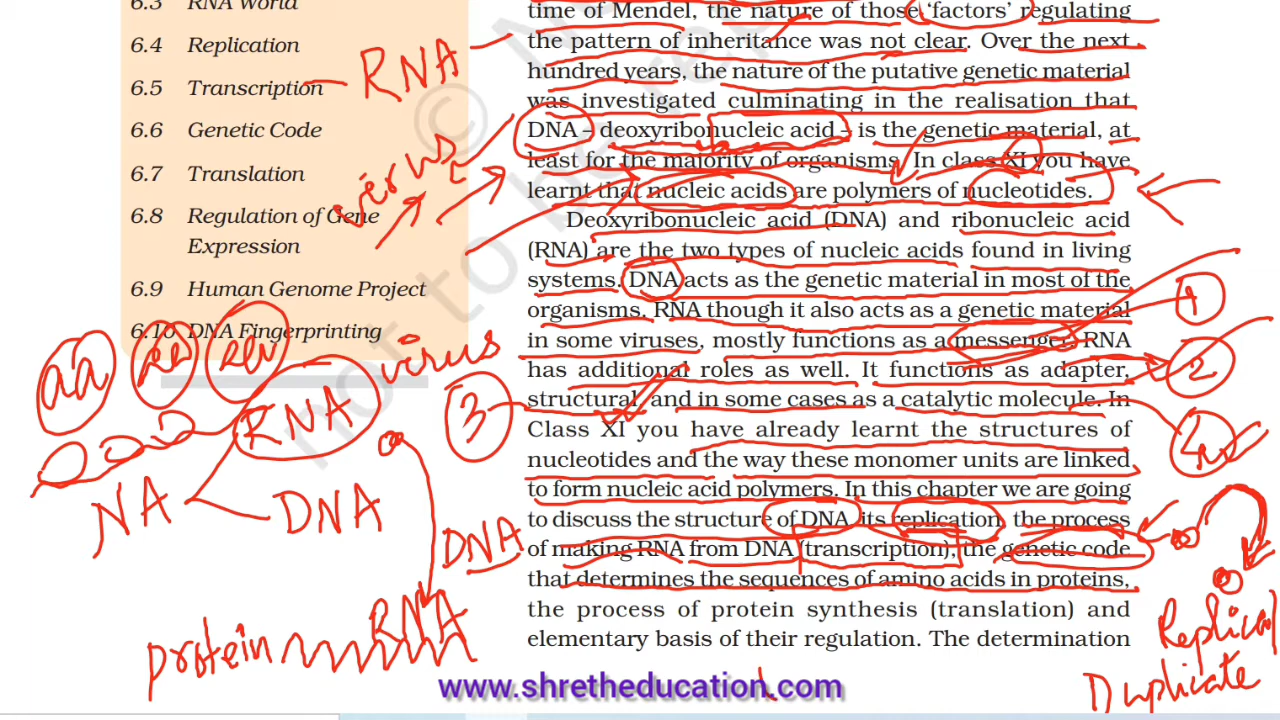 6.3 RNA World
6.4 Replication
6.5 Transcription
6.6 Genetic Code
6.7 Translation
6.8 Regulation of Gene
Expression
6.9 Human Genome Project
6.10 DNA Fingerprinting
time of Mendel, the nature of those ‘factors’ regulating
the pattern of inheritance was not clear. Over the next
hundred years, the nature of the putative genetic material
was investigated culminating in the realisation that
DNA – deoxyribonucleic acid – is the genetic material, at
least for the majority of organisms. In class XI you have
learnt that nucleic acids are polymers of nucleotides.
Deoxyribonucleic acid (DNA) and ribonucleic acid
(RNA) are the two types of nucleic acids found in living
systems. DNA acts as the genetic material in most of the
organisms. RNA though it also acts as a genetic material
in some viruses, mostly functions as a messenger. RNA
has additional roles as well. It functions as adapter,
structural, and in some cases as a catalytic molecule. In
Class XI you have already learnt the structures of
nucleotides and the way these monomer units are linked
to form nucleic acid polymers. In this chapter we are going
to discuss the structure of DNA, its replication, the process
of making RNA from DNA (transcription), the genetic code
that determines the sequences of amino acids in proteins,
the process of protein synthesis (translation) and
elementary basis of their regulation. The determination
RNA
virus
aa
virus
RNA
NA
DNA
DNA
RNA
protein
1
2
3
Replication
Duplicate
© N
not to be rep
www.shretheducation.com